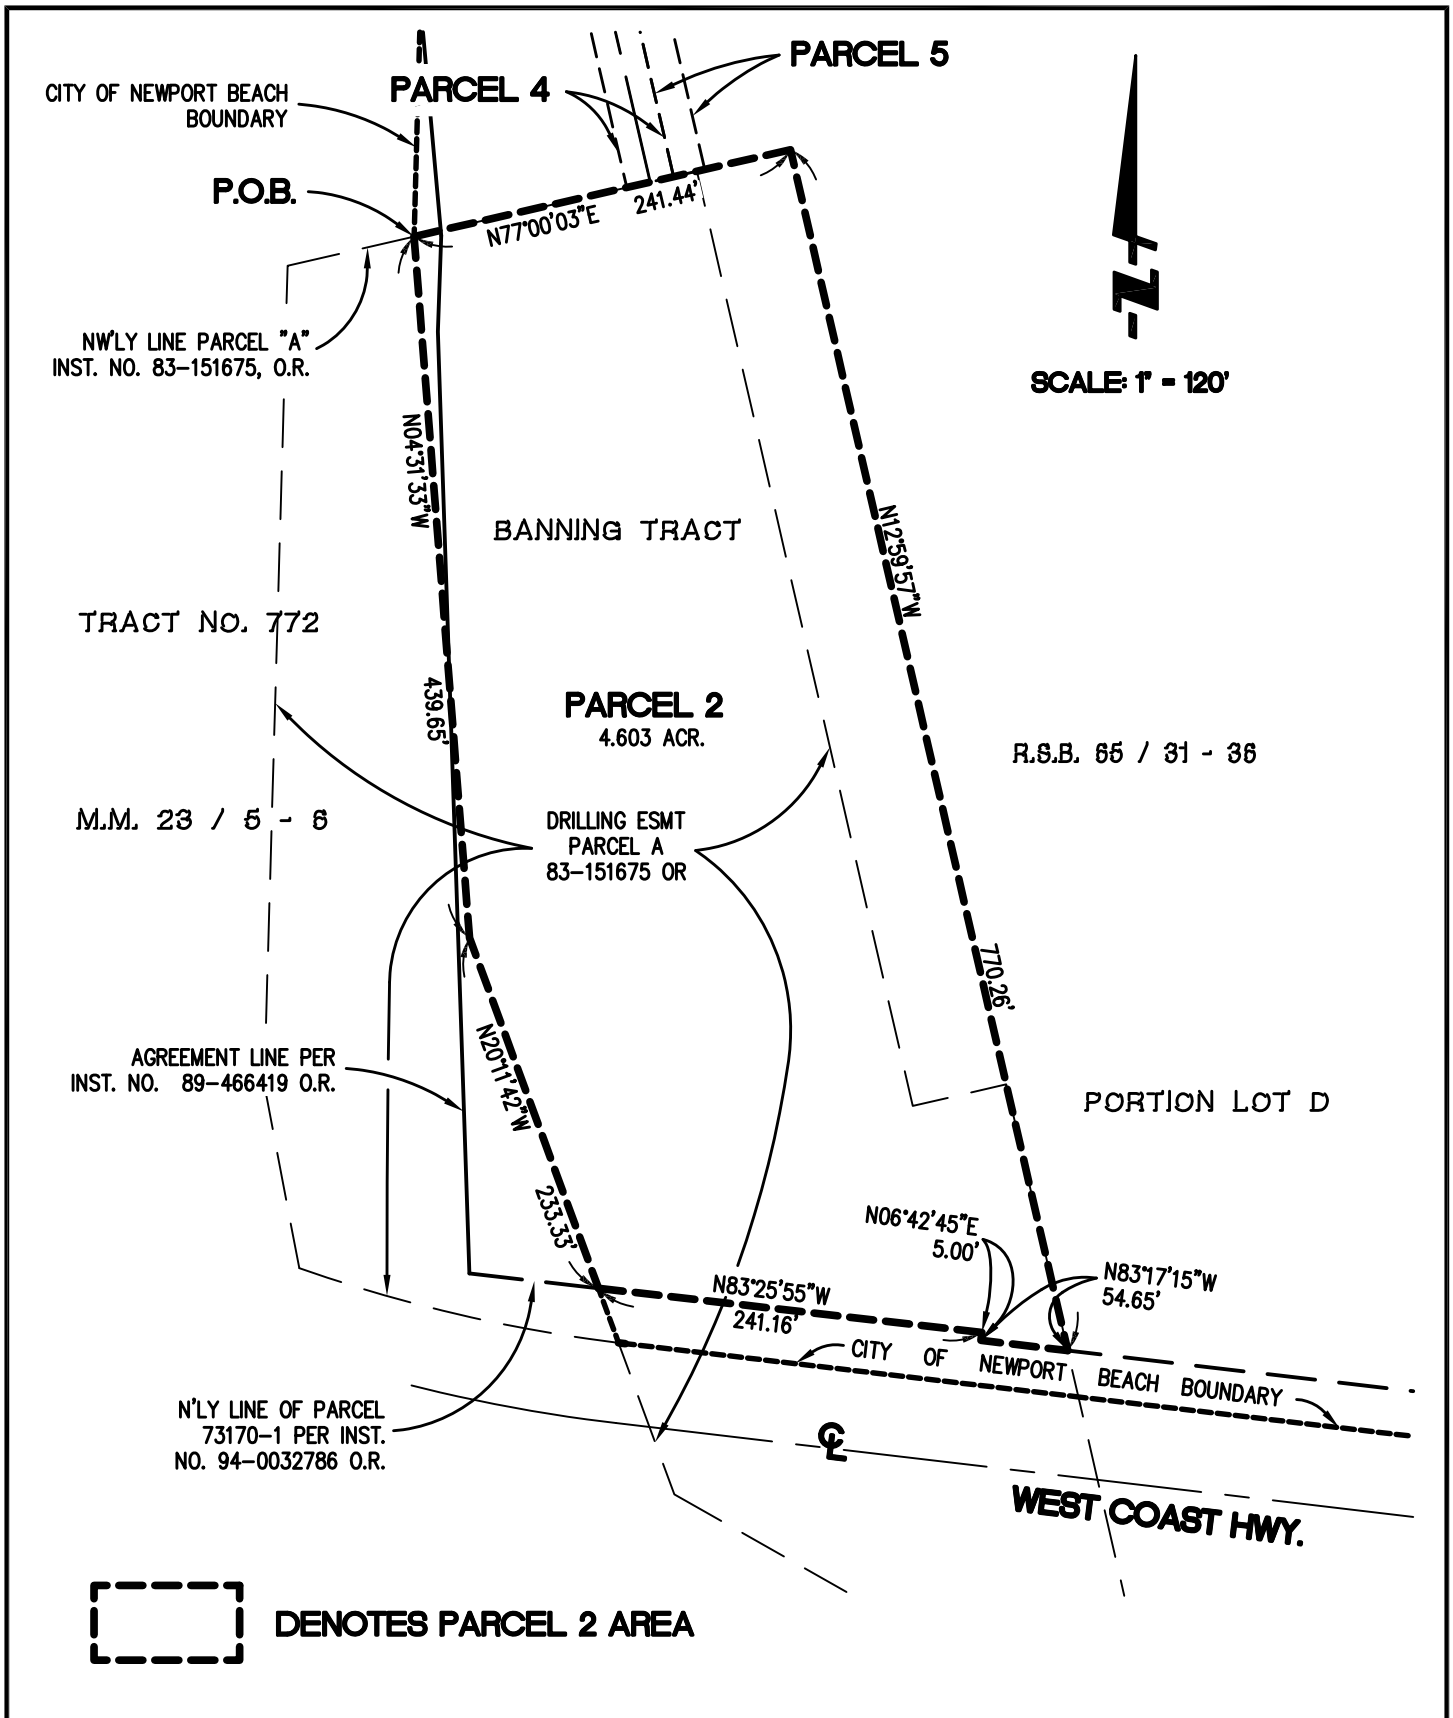 PARCEL 5
PARCEL 4
CITY OF NEWPORT BEACH
BOUNDARY
P.O.B.
N77°00'03"E
241.44'
N
SCALE: 1" = 120'
NW'LY LINE PARCEL "A"
INST. NO. 83-151675, O.R.
N04°31'33"W
439.65'
BANNING TRACT
N12°59'57"W
770.26'
TRACT NO. 772
PARCEL 2
4.603 ACR.
R.S.B. 65 / 31 - 36
M.M. 23 / 5 - 6
DRILLING ESMT
PARCEL A
83-151675 OR
AGREEMENT LINE PER
INST. NO. 89-466419 O.R.
N20°11'42"W
233.33'
PORTION LOT D
N06°42'45"E
5.00'
N83°17'15"W
54.65'
N83°25'55"W
241.16'
CITY OF NEWPORT BEACH BOUNDARY
N'LY LINE OF PARCEL
73170-1 PER INST.
NO. 94-0032786 O.R.
CL
WEST COAST HWY.
DENOTES PARCEL 2 AREA